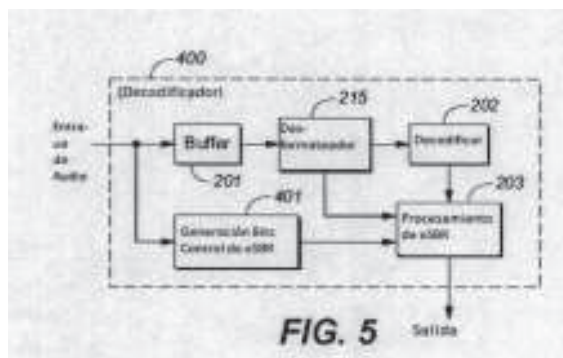 400
(Decodificador)
215
202
Entra-
da
de
Audio
Buffer
Des-
formateador
Decodificar
201
203
401
Generación Bits
Control de eSBR
Procesamiento
de eSBR
FIG. 5
Salida